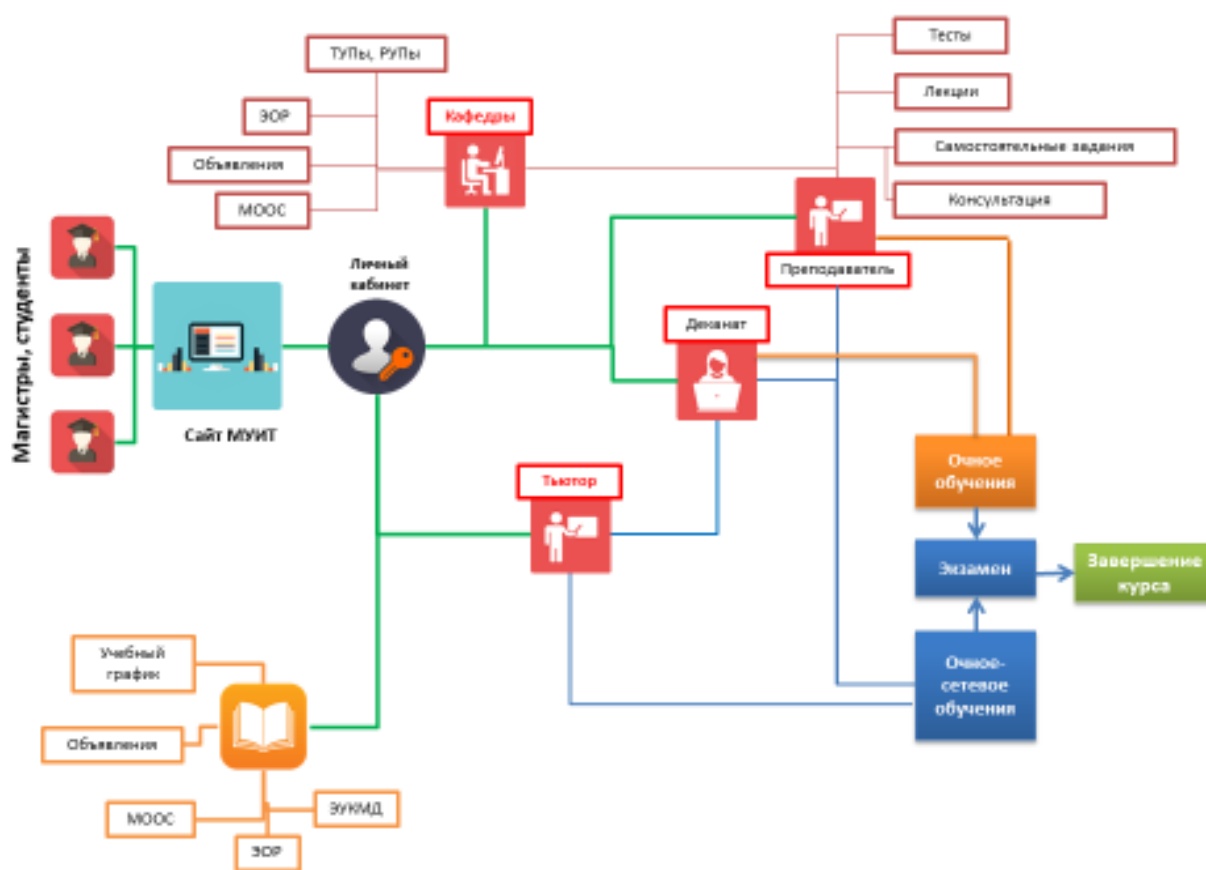 ТУПы, РУПы
ЭОР
Объявления
МООС
Кафедры
Тесты
Лекции
Самостоятельные задания
Консультация
Преподаватель
Деканат
Личный
кабинет
Магистры, студенты
Сайт МУИТ
Тьютор
Очное
обучения
Экзамен
Завершение
курса
Очное-
сетевое
обучения
Учебный
график
Объявления
МООС
ЭУКМД
ЭОР